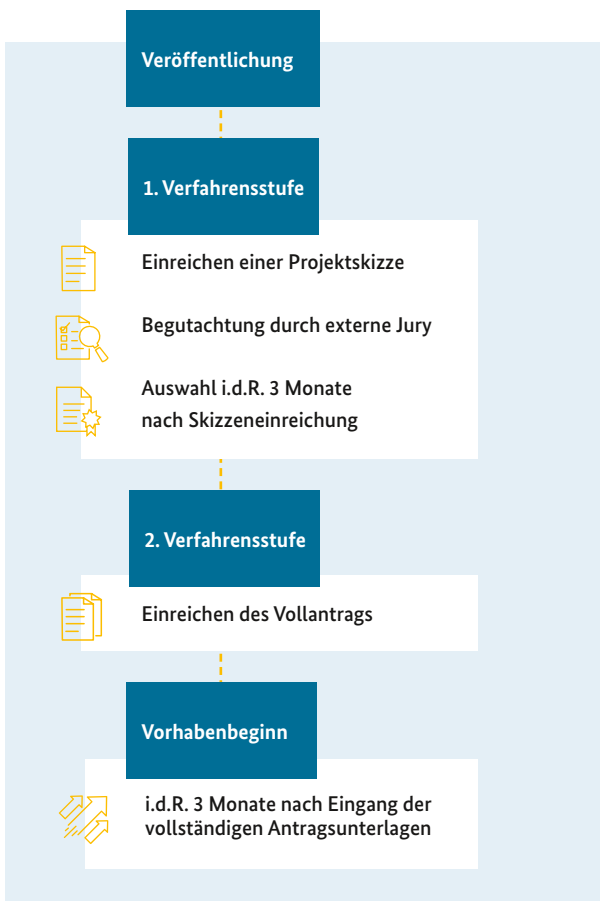 Veröffentlichung
1. Verfahrensstufe
Einreichen einer Projektskizze
Begutachtung durch externe Jury
Auswahl i.d.R. 3 Monate
nach Skizzeneinreichung
2. Verfahrensstufe
Einreichen des Vollantrags
Vorhabenbeginn
i.d.R. 3 Monate nach Eingang der
vollständigen Antragsunterlagen